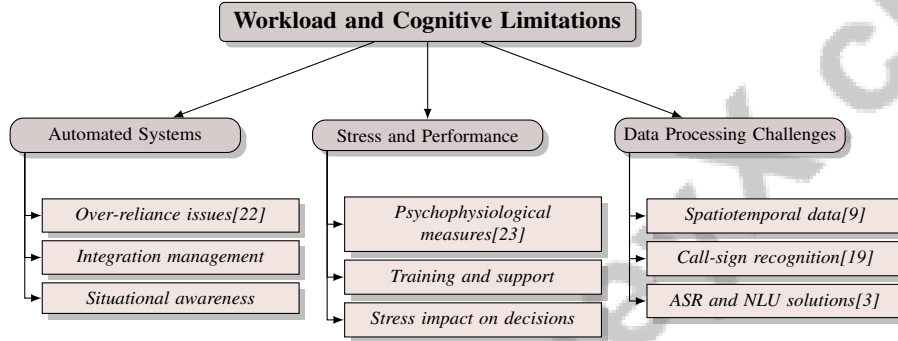 Workload and Cognitive Limitations
Automated Systems
Over-reliance issues[22]
Integration management
Situational awareness
Stress and Performance
Psychophysiological
measures[23]
Training and support
Stress impact on decisions
Data Processing Challenges
Spatiotemporal data[9]
Call-sign recognition[19]
ASR and NLU solutions[3]